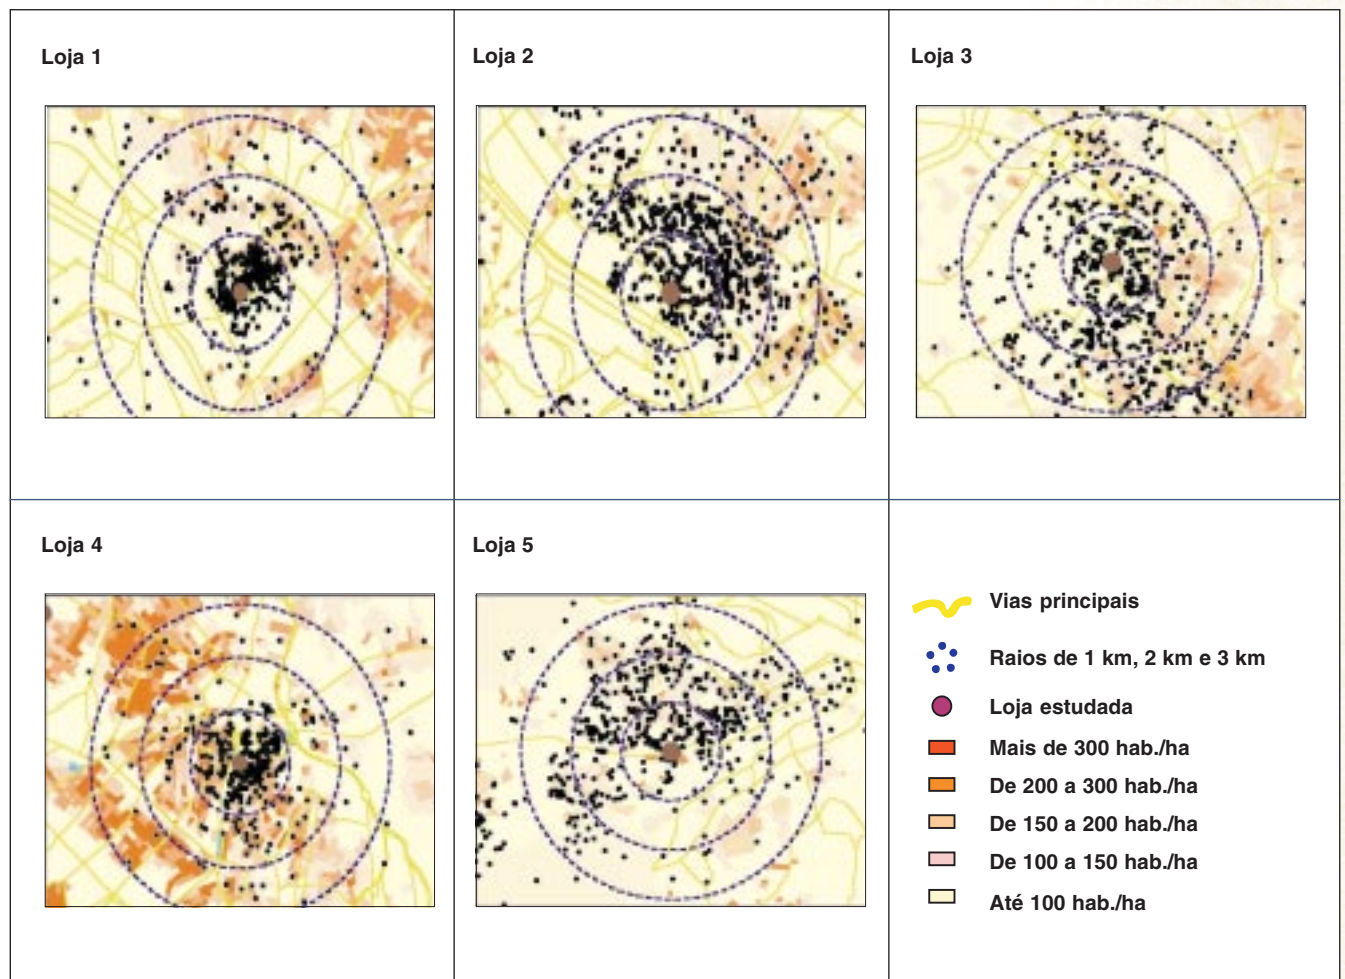 Loja 1
Loja 2
Loja 3
Loja 4
Loja 5
Vias principais
Raios de 1 km, 2 km e 3 km
Loja estudada
Mais de 300 hab./ha
De 200 a 300 hab./ha
De 150 a 200 hab./ha
De 100 a 150 hab./ha
Até 100 hab./ha